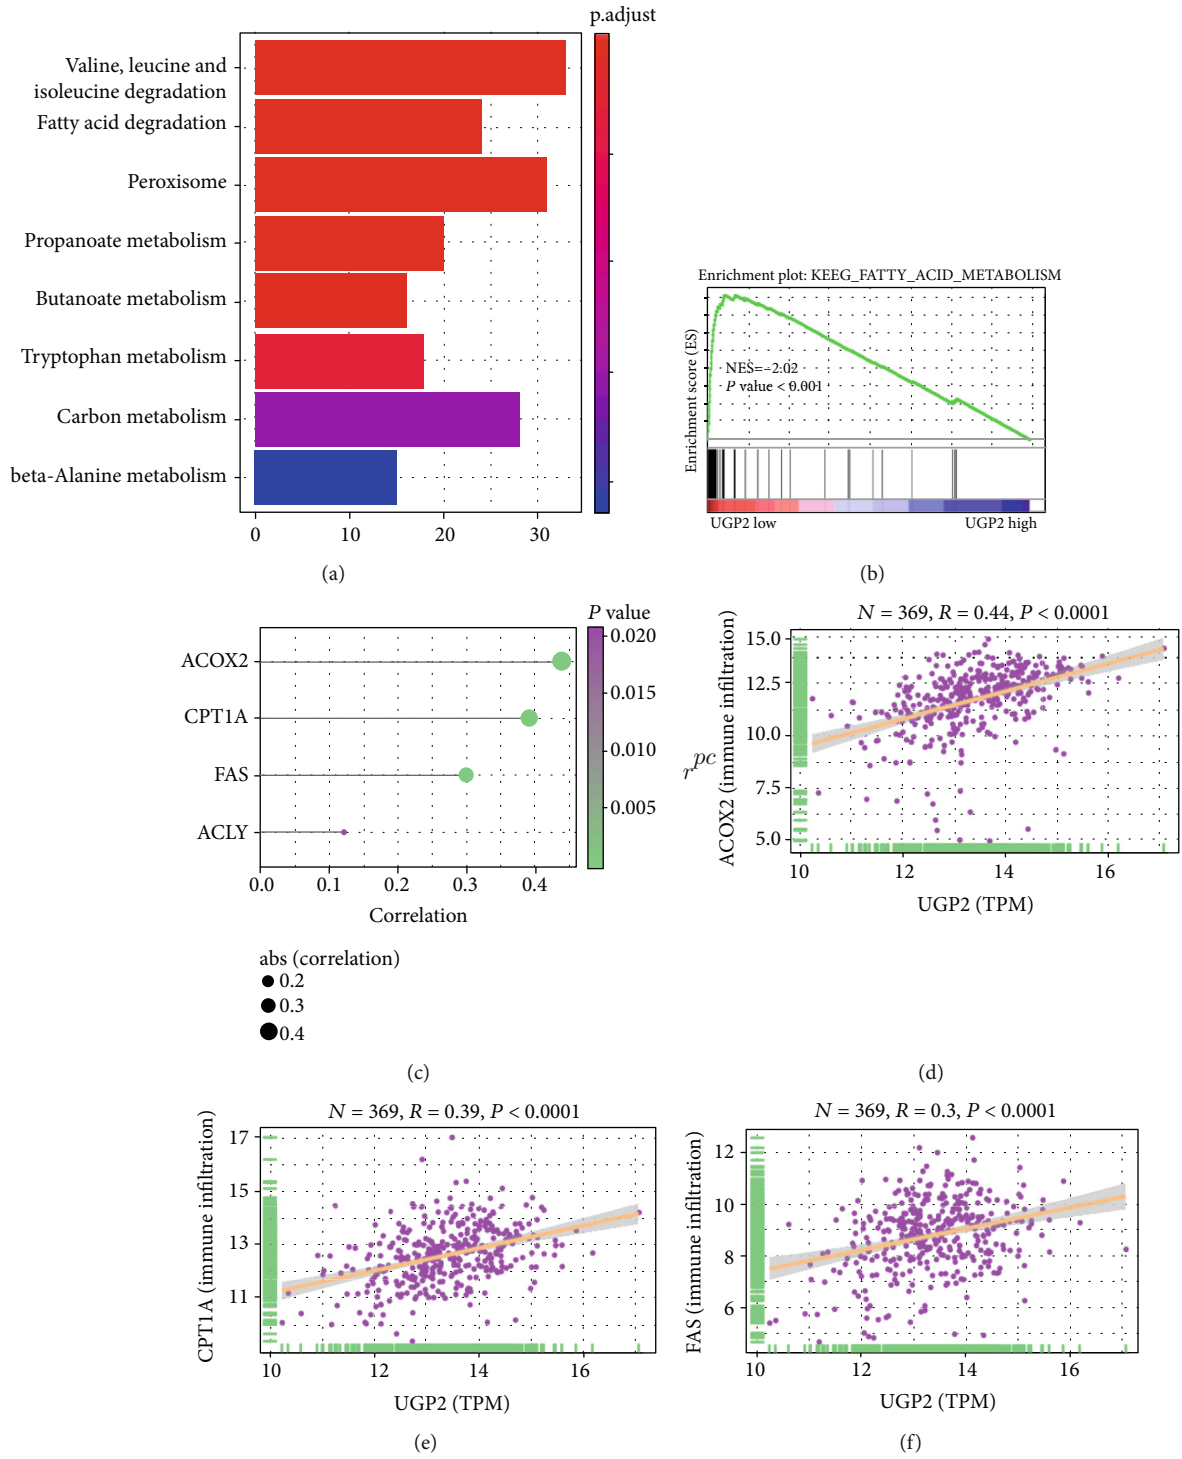 p.adjust
Valine, leucine and
isoleucine degradation
Fatty acid degradation
Peroxisome
Propanoate metabolism
Butanoate metabolism
Tryptophan metabolism
Carbon metabolism
beta-Alanine metabolism
0 10 20 30
(a)
Enrichment plot: KEEG_FATTY_ACID_METABOLISM
Enrichment score (ES)
NES=−2.02
P value < 0.001
UGP2 low UGP2 high
(b)
P value
0.020
0.015
0.010
0.005
ACOX2
CPT1A
FAS
ACLY
0.0 0.1 0.2 0.3 0.4
Correlation
abs (correlation)
0.2
0.3
0.4
(c)
N = 369, R = 0.44, P < 0.0001
r^pc
ACOX2 (immune infiltration)
15.0
12.5
10.0
7.5
5.0
10 12 14 16
UGP2 (TPM)
(d)
N = 369, R = 0.39, P < 0.0001
CPT1A (immune infiltration)
17
15
13
11
10 12 14 16
UGP2 (TPM)
(e)
N = 369, R = 0.3, P < 0.0001
FAS (immune infiltration)
12
10
8
6
10 12 14 16
UGP2 (TPM)
(f)